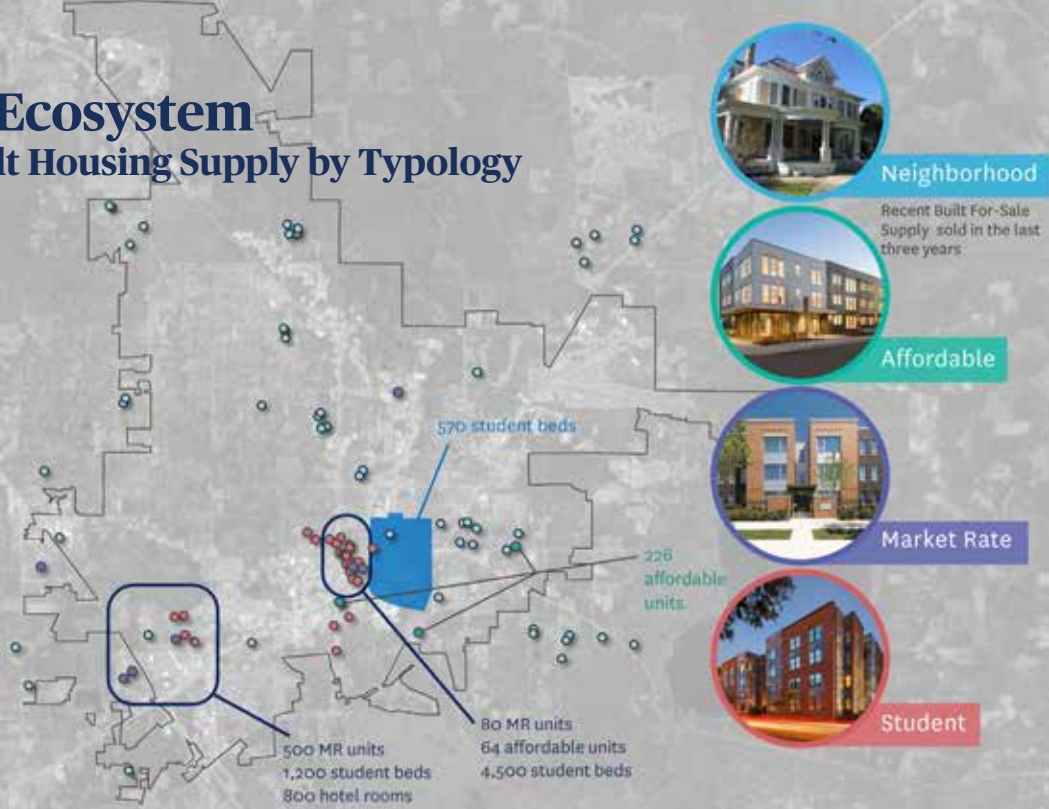 Ecosystem
lt Housing Supply by Typology
Neighborhood
Recent Built For-Sale
Supply sold in the last
three years
Affordable
570 student beds
Market Rate
226
affordable
units
Student
80 MR units
64 affordable units
4,500 student beds
500 MR units
1,200 student beds
800 hotel rooms